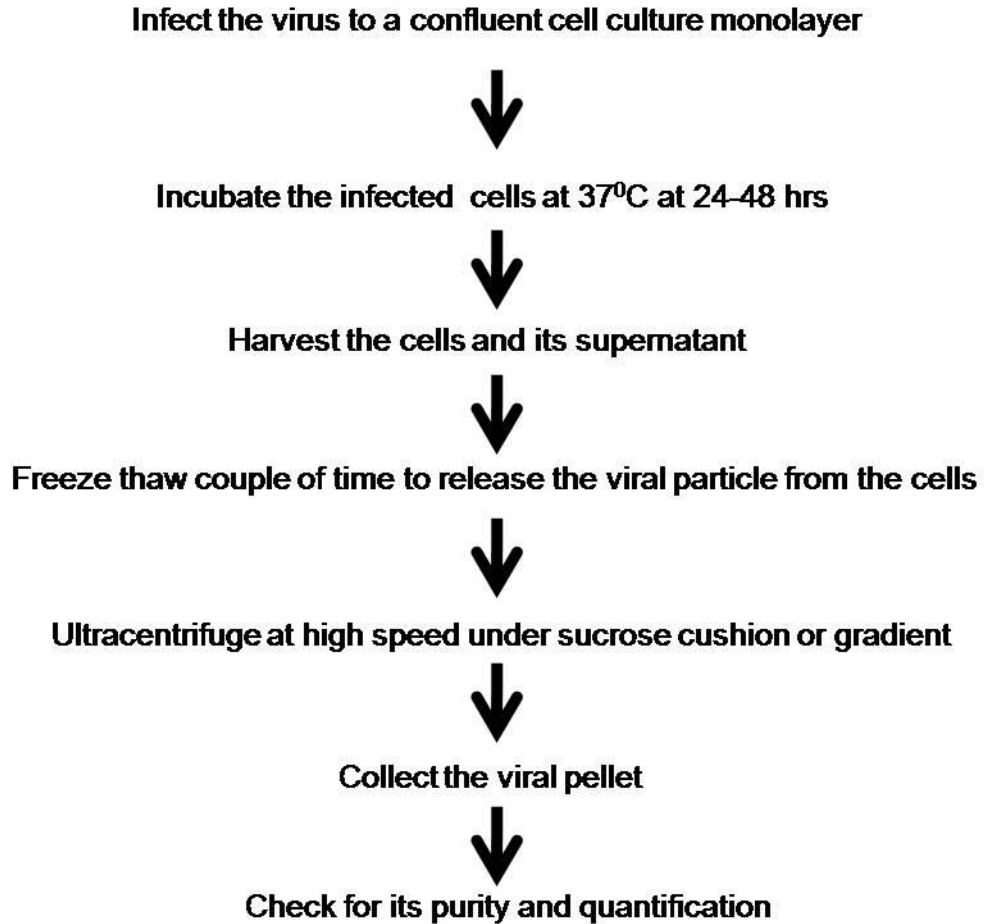 Infect the virus to a confluent cell culture monolayer
Incubate the infected cells at 37⁰C at 24-48 hrs
Harvest the cells and its supernatant
Freeze thaw couple of time to release the viral particle from the cells
Ultracentrifuge at high speed under sucrose cushion or gradient
Collect the viral pellet
Check for its purity and quantification